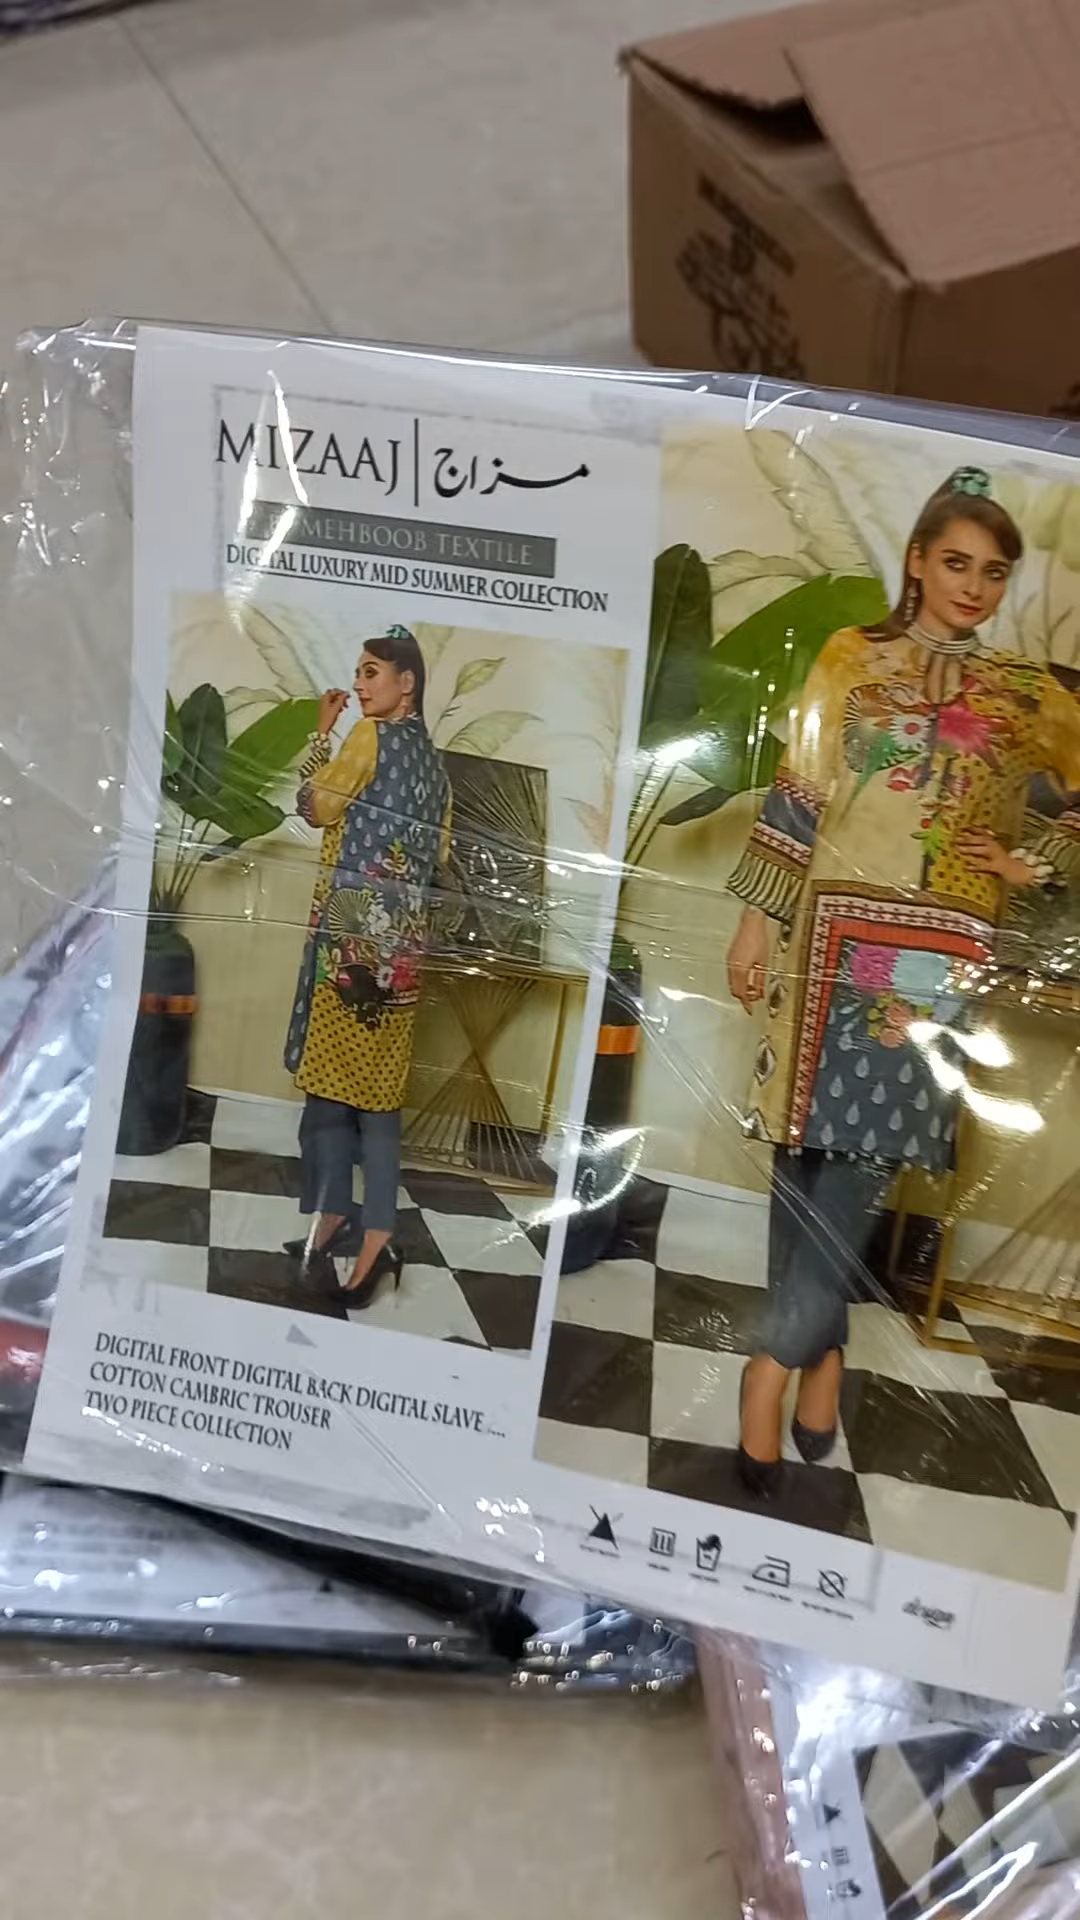 MIZAAJ | مزاج
BY MEHBOOB TEXTILE
DIGITAL LUXURY MID SUMMER COLLECTION
DIGITAL FRONT DIGITAL BACK DIGITAL SLAVE ....
COTTON CAMBRIC TROUSER
TWO PIECE COLLECTION